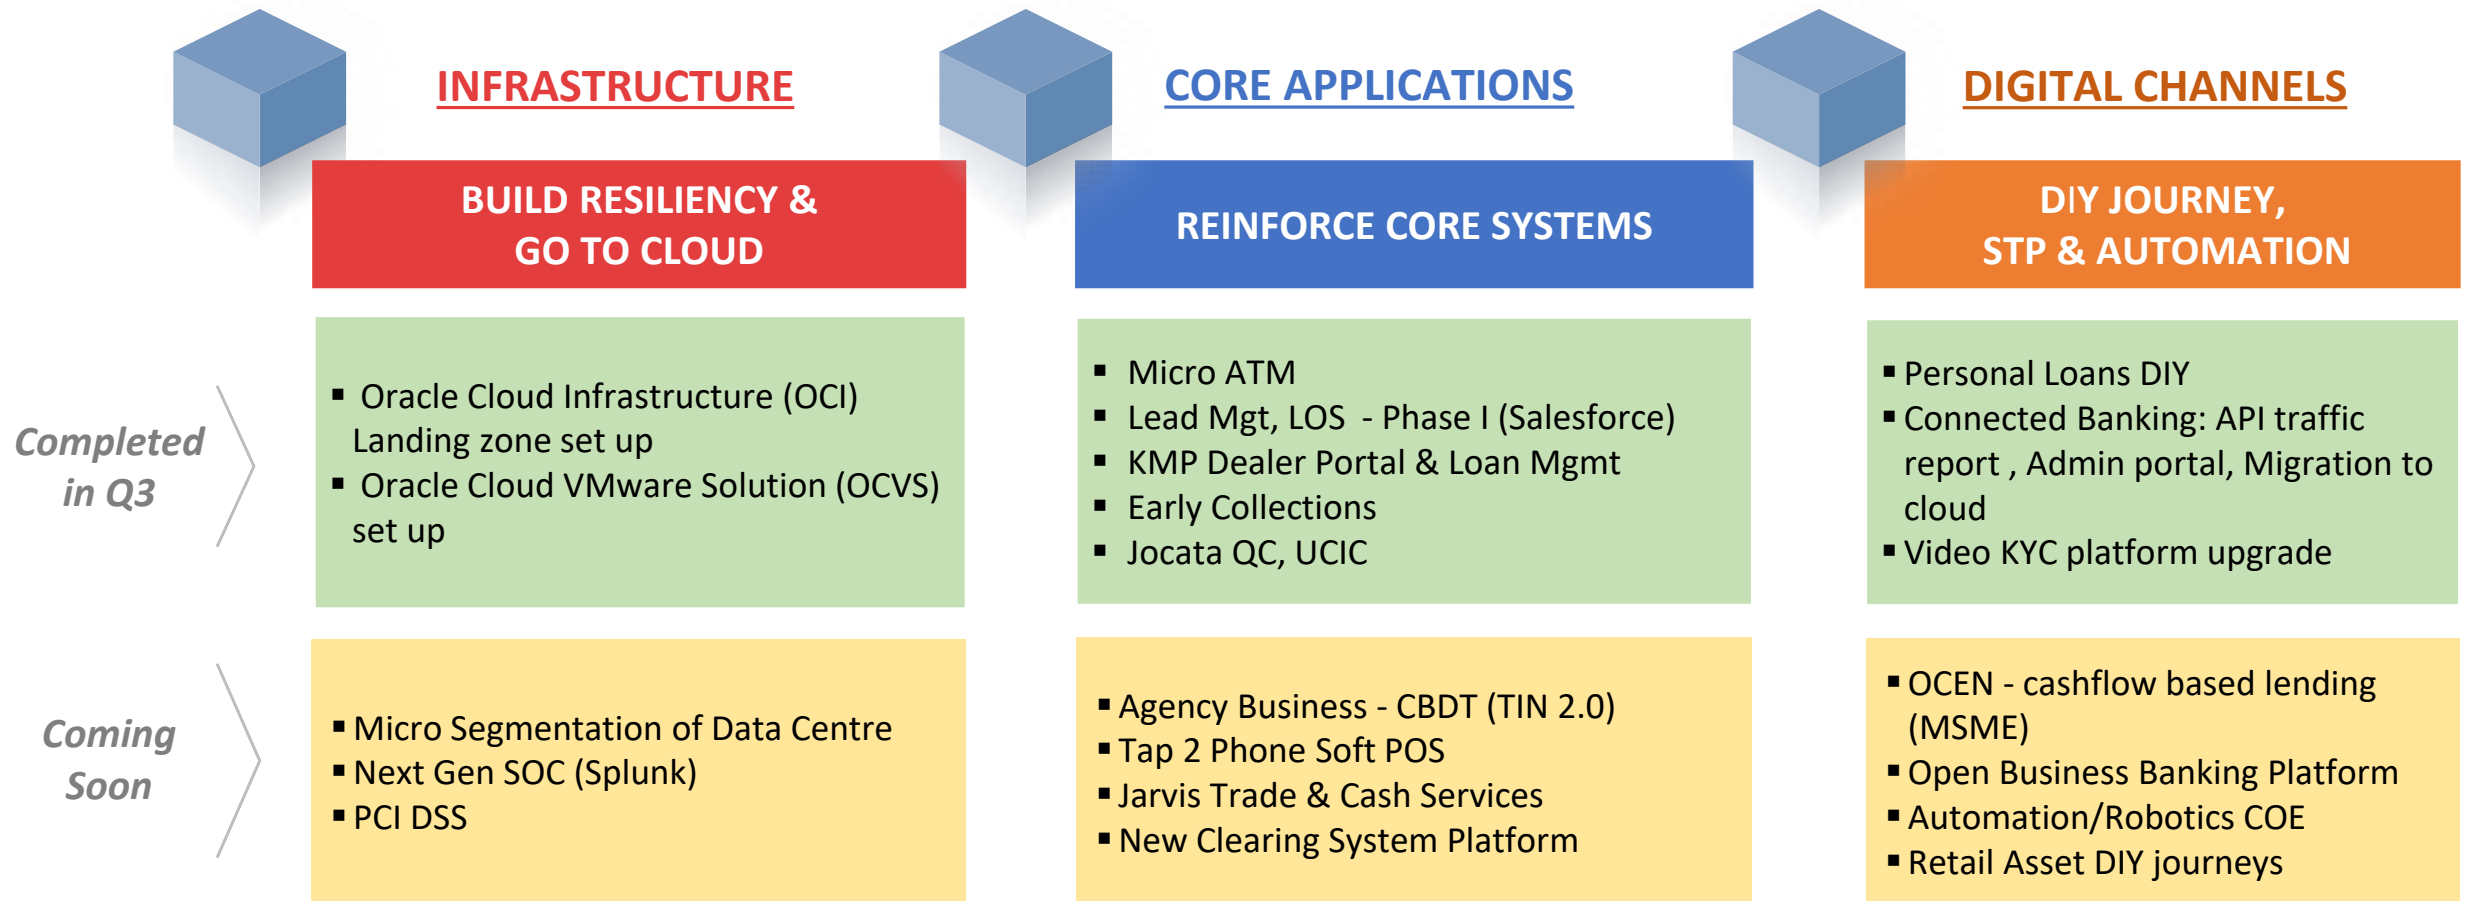 INFRASTRUCTURE
CORE APPLICATIONS
DIGITAL CHANNELS
BUILD RESILIENCY &
GO TO CLOUD
REINFORCE CORE SYSTEMS
DIY JOURNEY,
STP & AUTOMATION
Completed
in Q3
▪ Oracle Cloud Infrastructure (OCI)
Landing zone set up
▪ Oracle Cloud VMware Solution (OCVS)
set up
▪ Micro ATM
▪ Lead Mgt, LOS - Phase I (Salesforce)
▪ KMP Dealer Portal & Loan Mgmt
▪ Early Collections
▪ Jocata QC, UCIC
▪ Personal Loans DIY
▪ Connected Banking: API traffic
report , Admin portal, Migration to
cloud
▪ Video KYC platform upgrade
Coming
Soon
▪ Micro Segmentation of Data Centre
▪ Next Gen SOC (Splunk)
▪ PCI DSS
▪ Agency Business - CBDT (TIN 2.0)
▪ Tap 2 Phone Soft POS
▪ Jarvis Trade & Cash Services
▪ New Clearing System Platform
▪ OCEN - cashflow based lending
(MSME)
▪ Open Business Banking Platform
▪ Automation/Robotics COE
▪ Retail Asset DIY journeys